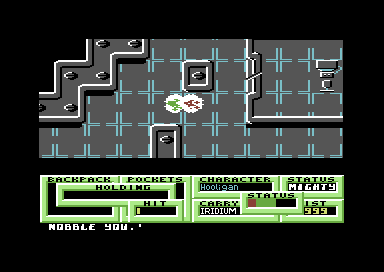 BACKPACK POCKETS CHARACTER STATUS
HOLDING Hooligan MIGHTY
STATUS
HIT CARRY 1ST
IRIDIUM 999
NOBBLE YOU.'